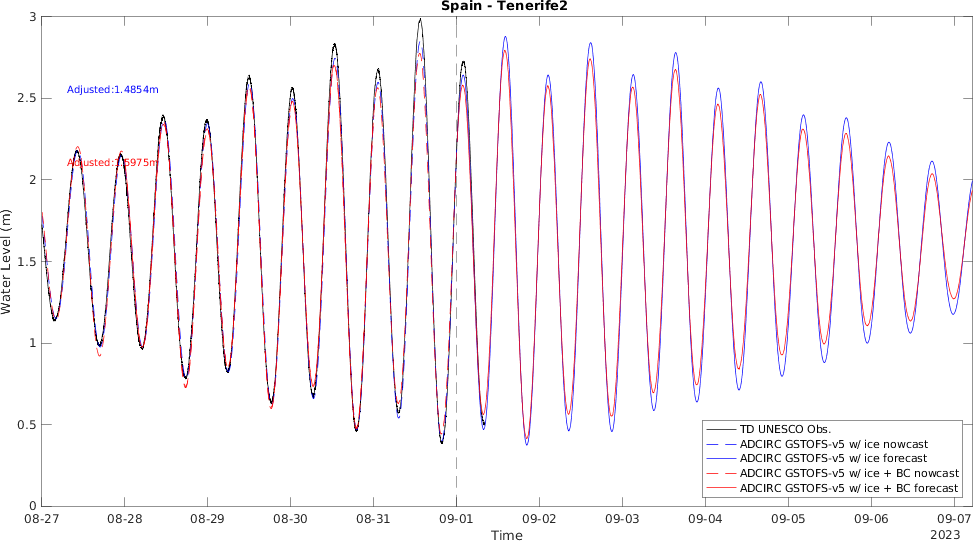 Spain - Tenerife2
3
2.5
2
1.5
1
0.5
0
Water Level (m)
Adjusted:1.4854m
Adjusted:1.5975m
TD UNESCO Obs.
ADCIRC GSTOFS-v5 w/ ice nowcast
ADCIRC GSTOFS-v5 w/ ice forecast
ADCIRC GSTOFS-v5 w/ ice + BC nowcast
ADCIRC GSTOFS-v5 w/ ice + BC forecast
08-27 08-28 08-29 08-30 08-31 09-01 09-02 09-03 09-04 09-05 09-06 09-07
Time
2023